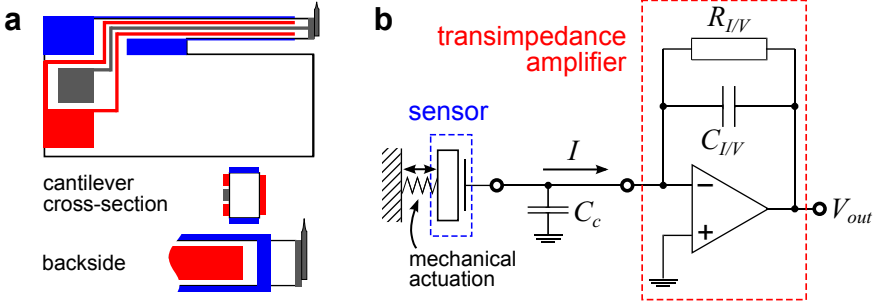 a
cantilever
cross-section
backside
b
transimpedance
amplifier
sensor
mechanical
actuation
I
C_c
R_{I/V}
C_{I/V}
−
+
V_{out}